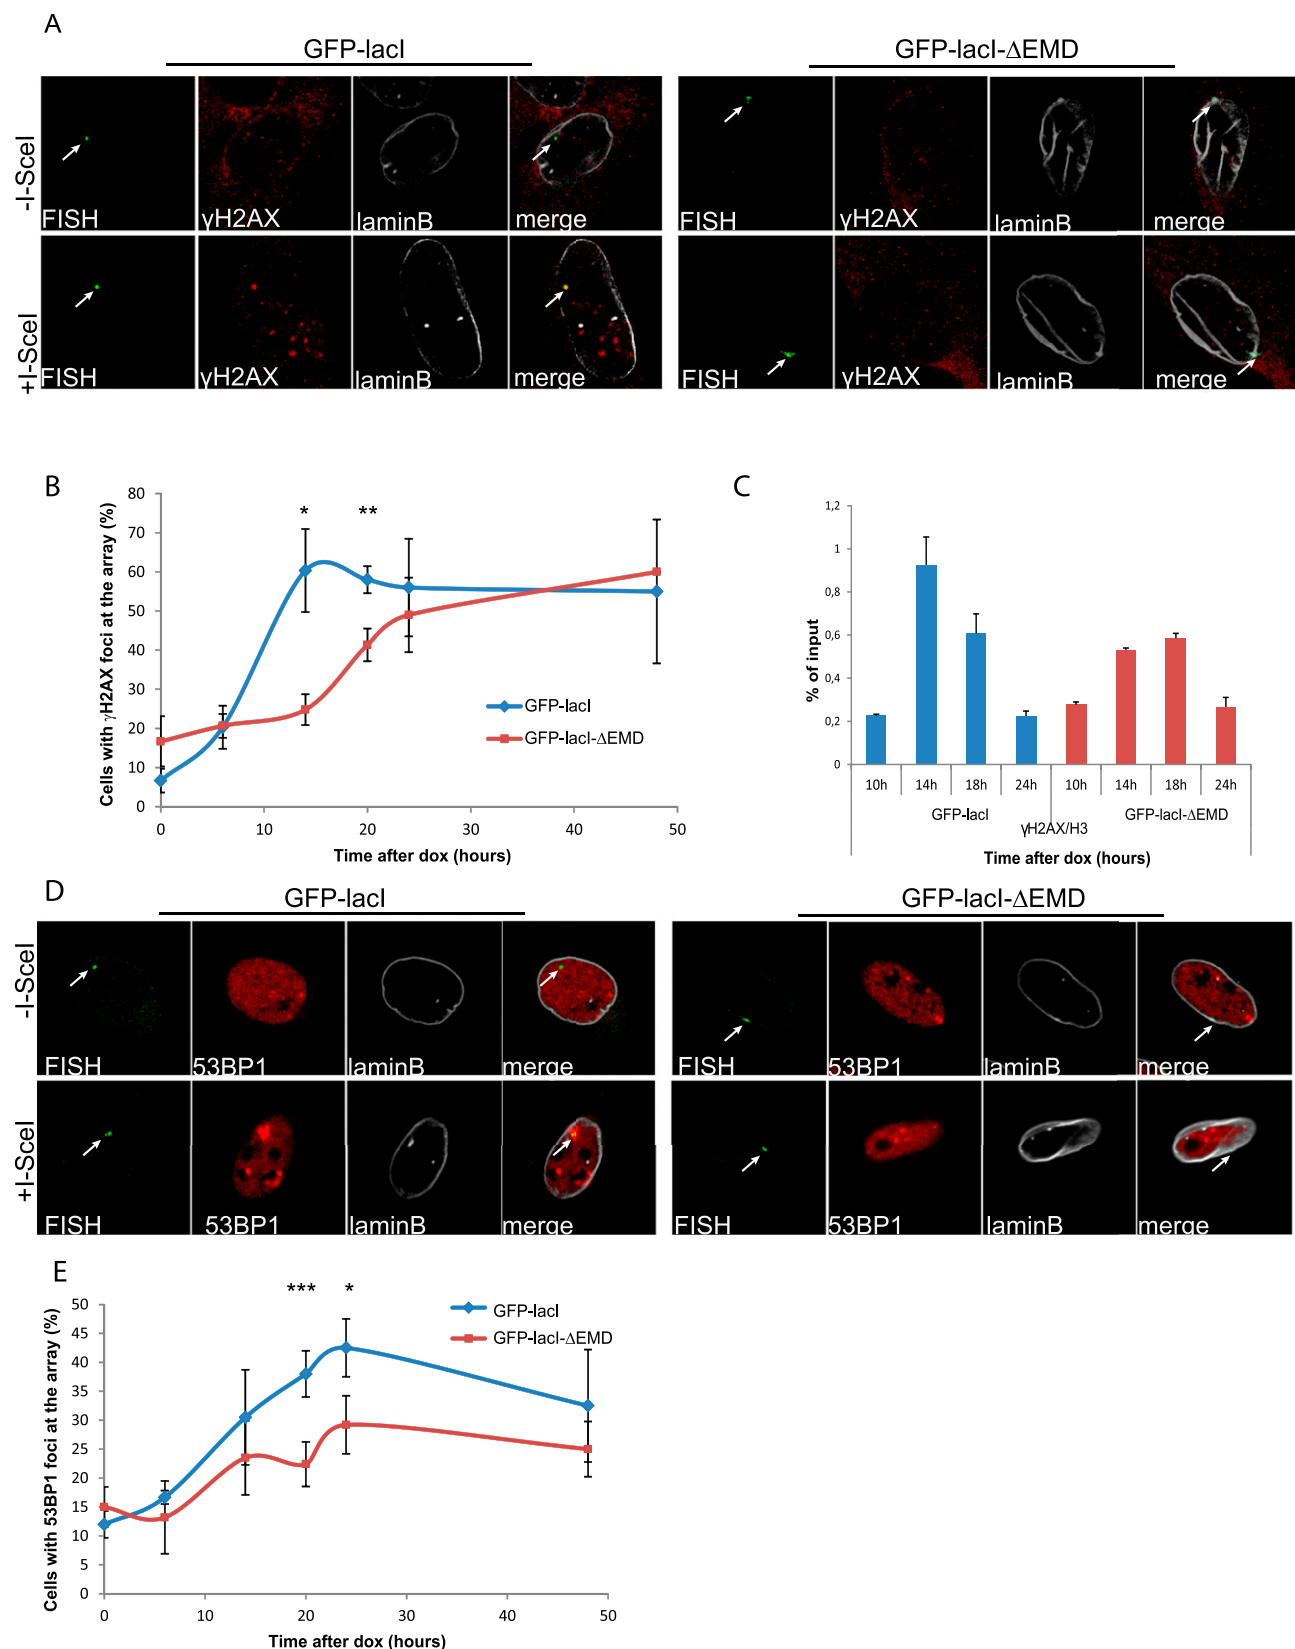 A
GFP-lacI
GFP-lacI-ΔEMD
-I-SceI
FISH
γH2AX
laminB
merge
FISH
γH2AX
laminB
merge
+I-SceI
FISH
γH2AX
laminB
merge
FISH
γH2AX
laminB
merge
B
Cells with γH2AX foci at the array (%)
80
70
60
50
40
30
20
10
0
*
**
GFP-lacI
GFP-lacI-ΔEMD
0
10
20
30
40
50
Time after dox (hours)
C
% of input
1,2
1
0,8
0,6
0,4
0,2
0
10h
14h
18h
24h
10h
14h
18h
24h
GFP-lacI
GFP-lacI-ΔEMD
γH2AX/H3
Time after dox (hours)
D
GFP-lacI
GFP-lacI-ΔEMD
-I-SceI
FISH
53BP1
laminB
merge
FISH
53BP1
laminB
merge
+I-SceI
FISH
53BP1
laminB
merge
FISH
53BP1
laminB
merge
E
Cells with 53BP1 foci at the array (%)
50
45
40
35
30
25
20
15
10
5
0
***
*
GFP-lacI
GFP-lacI-ΔEMD
0
10
20
30
40
50
Time after dox (hours)